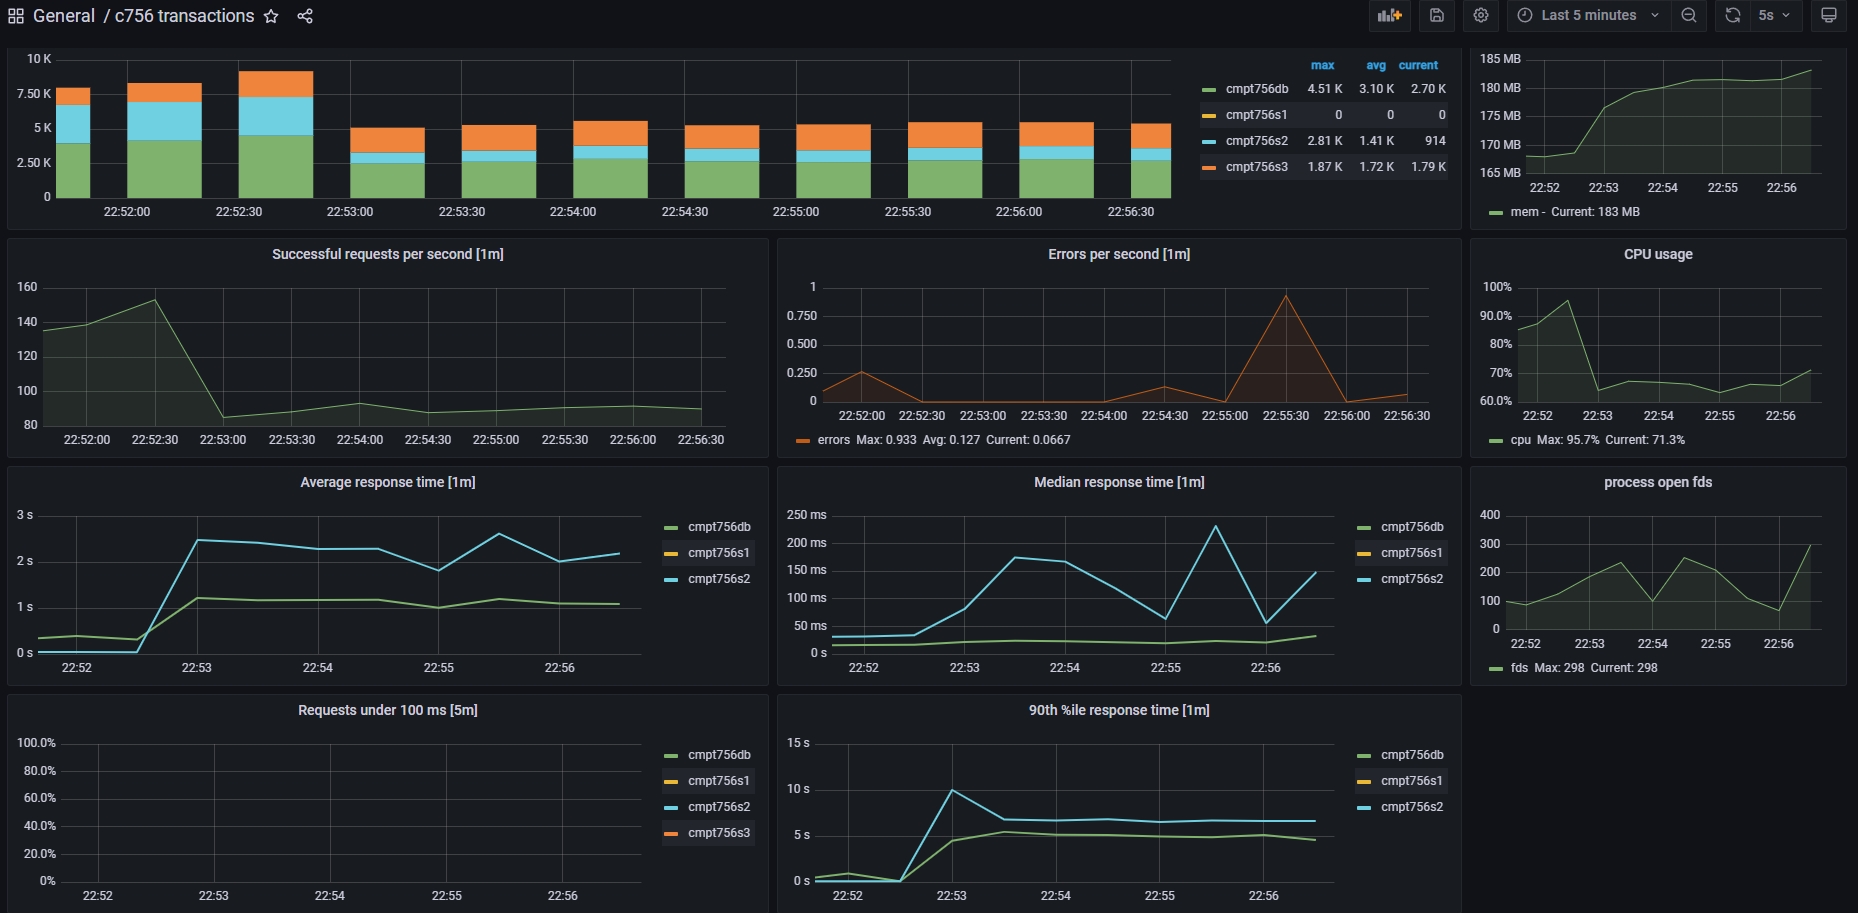 General / c756 transactions
Last 5 minutes
5s
10 K
7.50 K
5 K
2.50 K
0
22:52:00 22:52:30 22:53:00 22:53:30 22:54:00 22:54:30 22:55:00 22:55:30 22:56:00 22:56:30
max avg current
cmpt756db 4.51 K 3.10 K 2.70 K
cmpt756s1 0 0 0
cmpt756s2 2.81 K 1.41 K 914
cmpt756s3 1.87 K 1.72 K 1.79 K
185 MB
180 MB
175 MB
170 MB
165 MB
22:52 22:53 22:54 22:55 22:56
mem - Current: 183 MB
Successful requests per second [1m]
160
140
120
100
80
22:52:00 22:52:30 22:53:00 22:53:30 22:54:00 22:54:30 22:55:00 22:55:30 22:56:00 22:56:30
Errors per second [1m]
1
0.750
0.500
0.250
0
22:52:00 22:52:30 22:53:00 22:53:30 22:54:00 22:54:30 22:55:00 22:55:30 22:56:00 22:56:30
errors Max: 0.933 Avg: 0.127 Current: 0.0667
CPU usage
100%
90.0%
80%
70%
60.0%
22:52 22:53 22:54 22:55 22:56
cpu Max: 95.7% Current: 71.3%
Average response time [1m]
3 s
2 s
1 s
0 s
22:52 22:53 22:54 22:55 22:56
cmpt756db
cmpt756s1
cmpt756s2
Median response time [1m]
250 ms
200 ms
150 ms
100 ms
50 ms
0 s
22:52 22:53 22:54 22:55 22:56
cmpt756db
cmpt756s1
cmpt756s2
process open fds
400
300
200
100
0
22:52 22:53 22:54 22:55 22:56
fds Max: 298 Current: 298
Requests under 100 ms [5m]
100.0%
80.0%
60.0%
40.0%
20.0%
0%
22:52 22:53 22:54 22:55 22:56
cmpt756db
cmpt756s1
cmpt756s2
cmpt756s3
90th %ile response time [1m]
15 s
10 s
5 s
0 s
22:52 22:53 22:54 22:55 22:56
cmpt756db
cmpt756s1
cmpt756s2